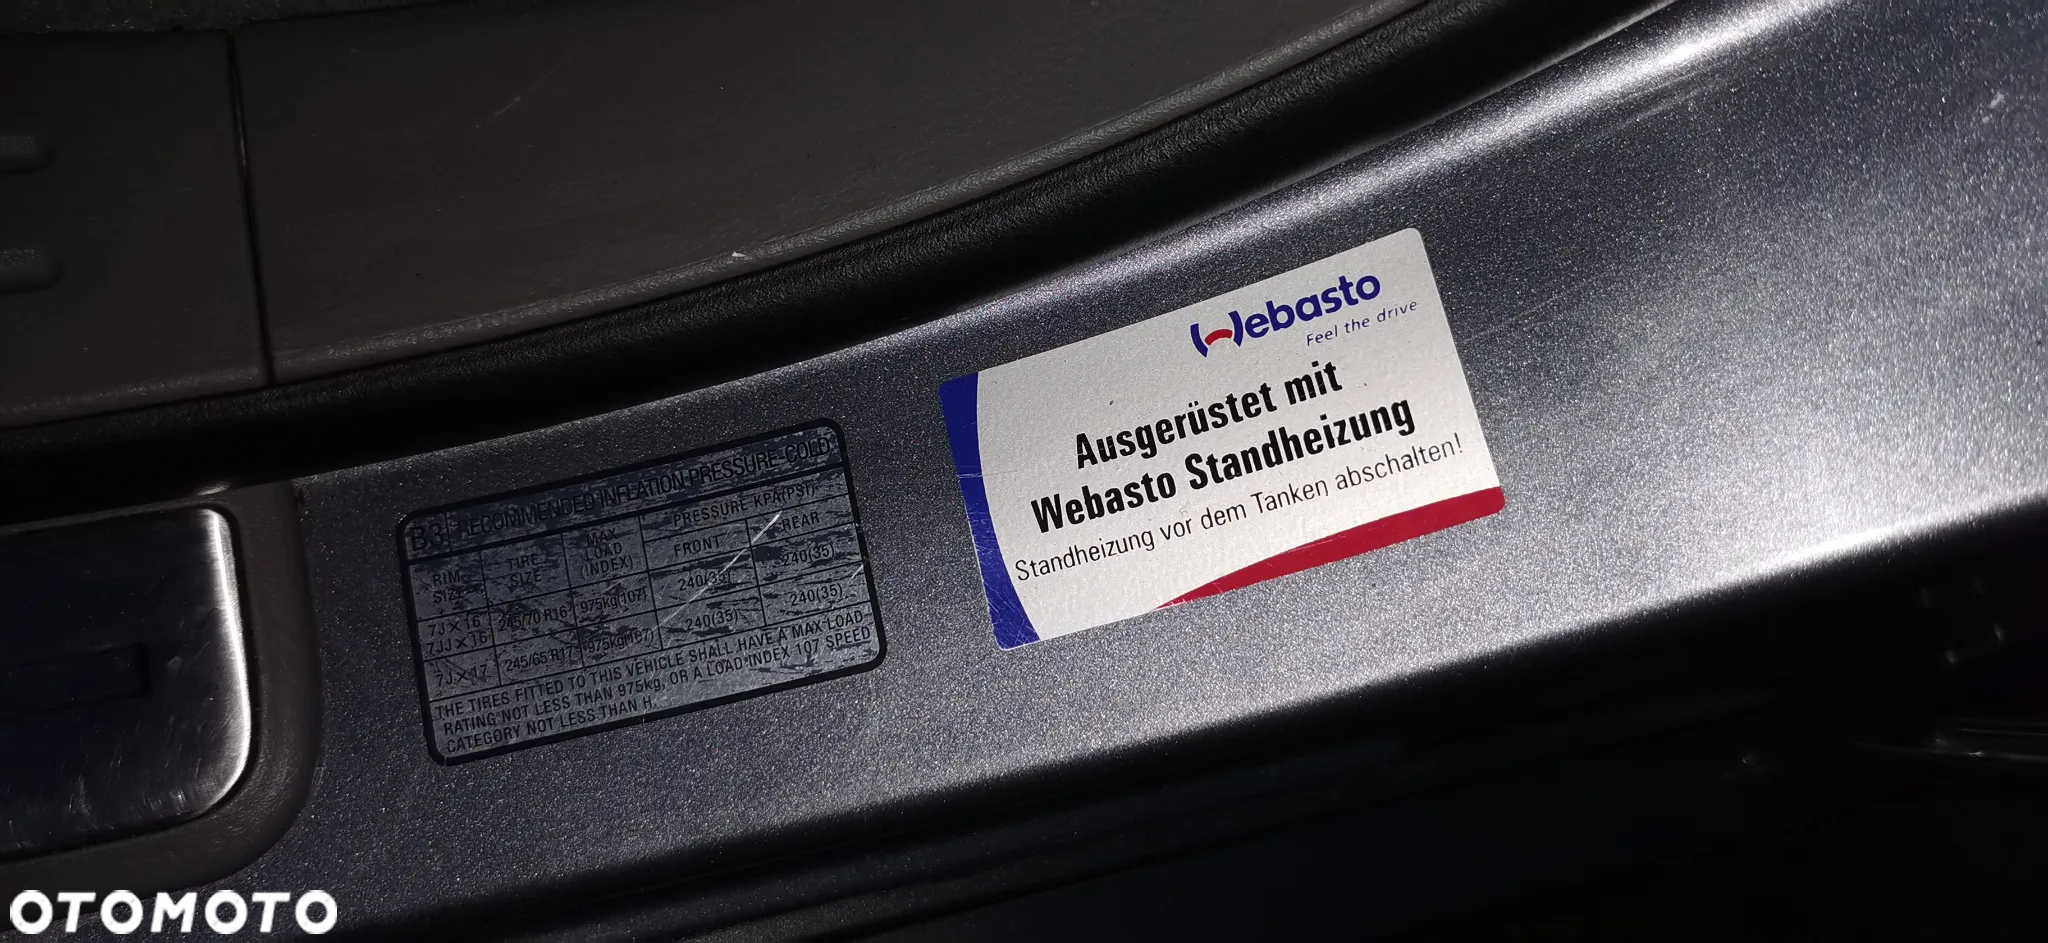 B3 RECOMMENDED INFLATION PRESSURE-COLD
RIM SIZE TIRE SIZE MAX LOAD (INDEX) PRESSURE KPA(PSI)
FRONT REAR
7J×16 245/70 R16 975kg(107) 240(35) 240(35)
7JJ×16
7J×17 245/65 R17 975kg(107) 240(35) 240(35)
THE TIRES FITTED TO THIS VEHICLE SHALL HAVE A MAX LOAD
RATING NOT LESS THAN 975kg, OR A LOAD INDEX 107 SPEED
CATEGORY NOT LESS THAN H.
Webasto
Feel the drive
Ausgerüstet mit
Webasto Standheizung
Standheizung vor dem Tanken abschalten!
OTOMOTO